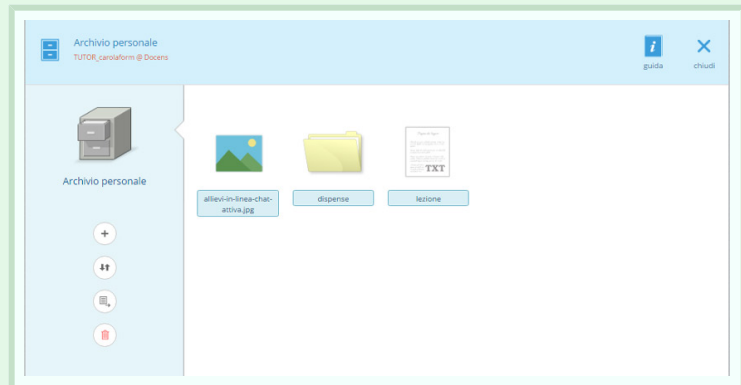 Archivio personale
TUTOR_carolaform @ Docens
guida
chiudi
Archivio personale
allievi-in-linea-chat-
attiva.jpg
dispense
lezione
TXT